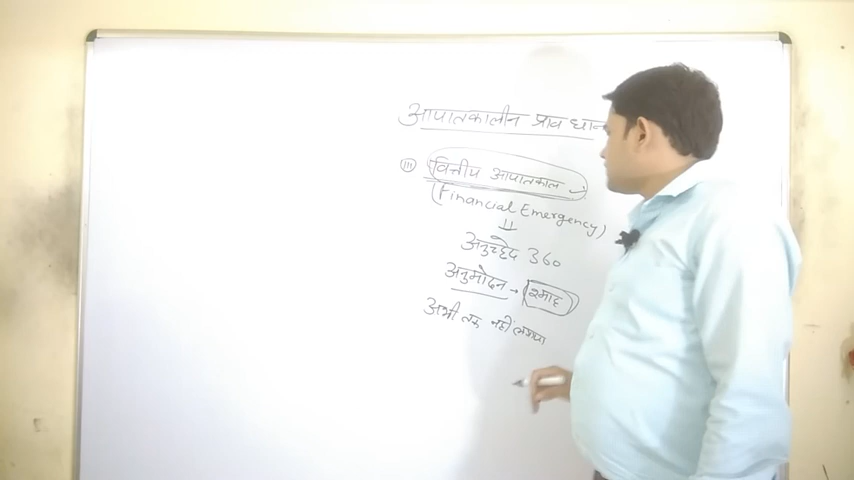 आपातकालीन प्रावधान
(III) वित्तीय आपातकाल
(Financial Emergency)
अनुच्छेद 360
अनुमोदन → 2माह
अभी तक नहीं लगाया